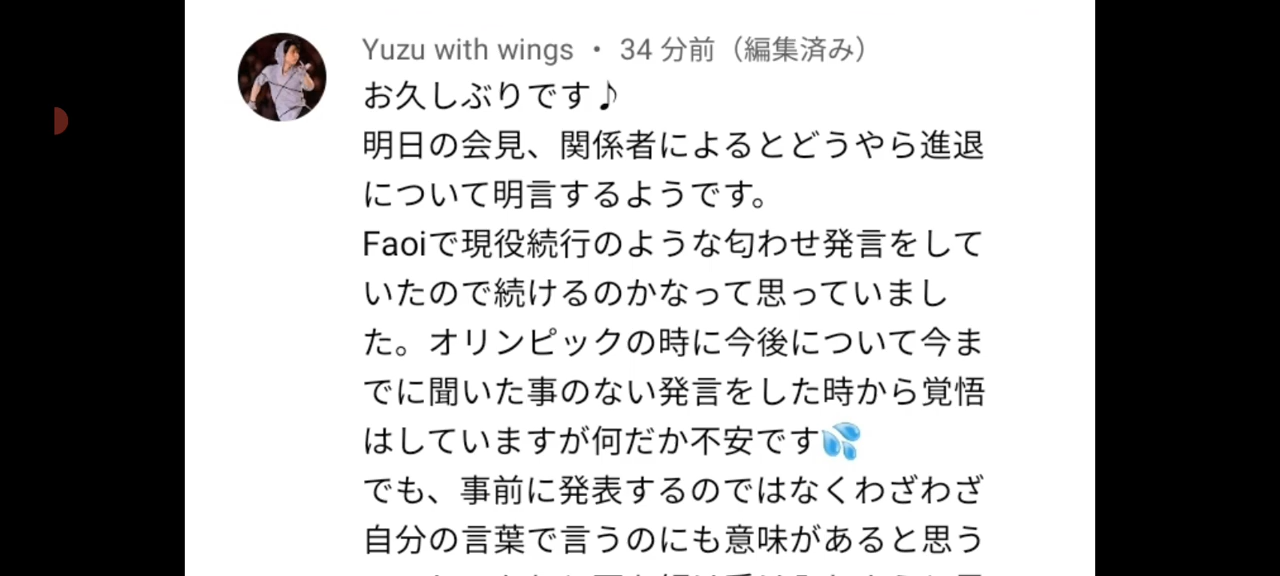 Yuzu with wings ・ 34 分前（編集済み）
お久しぶりです♪
明日の会見、関係者によるとどうやら進退
について明言するようです。
Faoiで現役続行のような匂わせ発言をして
いたので続けるのかなって思っていまし
た。オリンピックの時に今後について今ま
でに聞いた事のない発言をした時から覚悟
はしていますが何だか不安です💦
でも、事前に発表するのではなくわざわざ
自分の言葉で言うのにも意味があると思う